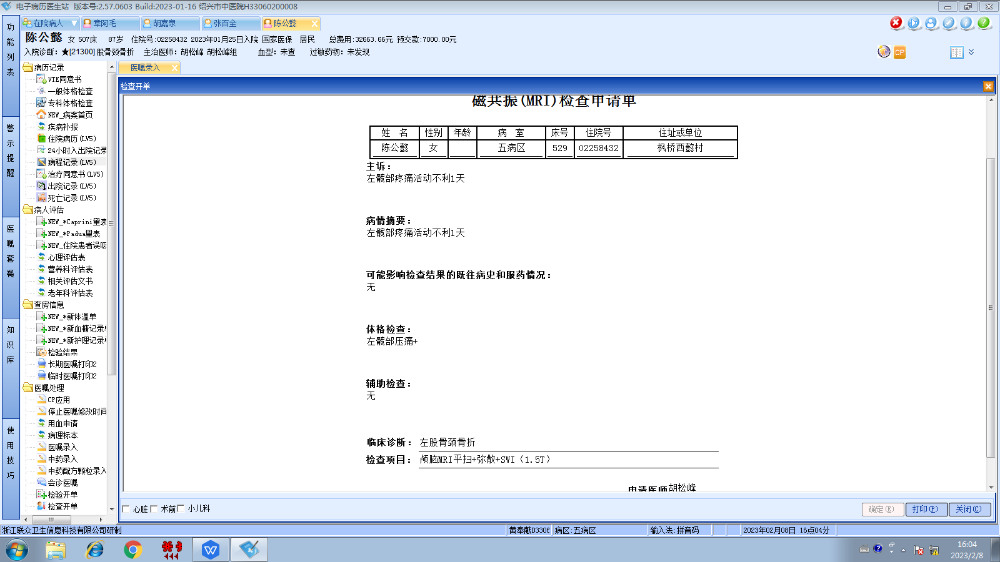 电子病历医生站 版本号:2.57.0603 Build:2023-01-16 绍兴市中医院H33060200008
在院病人 章阿毛 胡嘉泉 张百全 陈公懿
陈公懿 女 507床 87岁 住院号:02258432 2023年01月25日入院 国家医保 居民 总费用:32663.66元 预交款:7000.00元
入院诊断：★[21300]股骨颈骨折 主治医师：胡松峰 胡松峰组 血型：未查 过敏药物：未发现
CP
功能列表
警示提醒
医嘱套餐
知识库
使用技巧
病历记录
VTE同意书
一般体格检查
专科体格检查
NEW_病案首页
疾病补报
住院病历(LV5)
24小时入出院记录
病程记录(LV5)
治疗同意书(LV5)
出院记录(LV5)
死亡记录(LV5)
病人评估
NEW_*Caprini量表
NEW_*Padua量表
NEW_住院患者误吸
心理评估表
营养科评估表
相关评估文书
老年科评估表
查房信息
NEW_*新体温单
NEW_*新血糖记录单
NEW_*新护理记录单
检验结果
长期医嘱打印2
临时医嘱打印2
医嘱处理
CP应用
停止医嘱修改时间
用血申请
病理标本
医嘱录入
中药录入
中药配方颗粒录入
会诊医嘱
检验开单
检查开单
医嘱录入
检查开单
磁共振(MRI)检查申请单
姓 名 性别 年龄 病 室 床号 住院号 住址或单位
陈公懿 女 五病区 529 02258432 枫桥西懿村
主诉：
左髋部疼痛活动不利1天
病情摘要：
左髋部疼痛活动不利1天
可能影响检查结果的既往病史和服药情况：
无
体格检查：
左髋部压痛+
辅助检查：
无
临床诊断： 左股骨颈骨折
检查项目： 颅脑MRI平扫+弥散+SWI（1.5T）
申请医师 胡松峰
心脏 术前 小儿科
确定(E) 打印(P) 关闭(C)
浙江联众卫生信息科技有限公司研制 黄奉献D3306 病区:五病区 输入法:拼音码 2023年02月08日 16点04分
16:04
2023/2/8